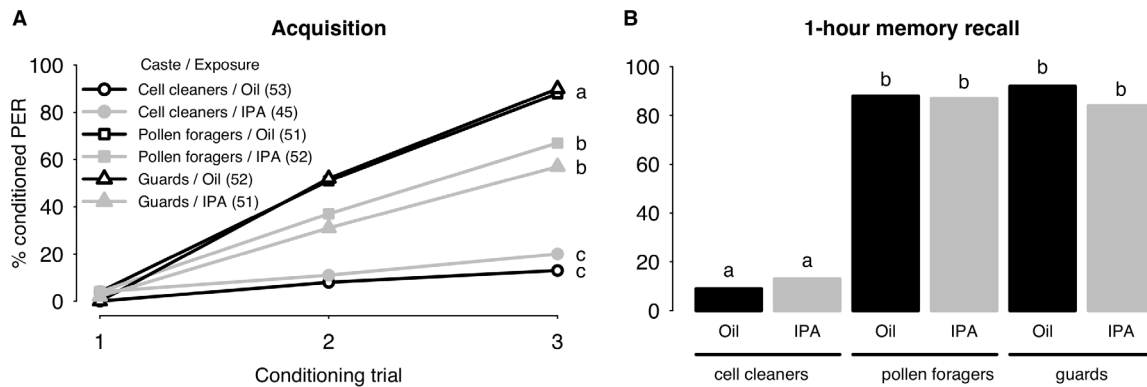 A
Acquisition
% conditioned PER
100
80
60
40
20
0
Caste / Exposure
Cell cleaners / Oil (53)
Cell cleaners / IPA (45)
Pollen foragers / Oil (51)
Pollen foragers / IPA (52)
Guards / Oil (52)
Guards / IPA (51)
a
b
b
c
c
1 2 3
Conditioning trial
B
1-hour memory recall
100
80
60
40
20
0
a a b b b b
Oil IPA Oil IPA Oil IPA
cell cleaners pollen foragers guards